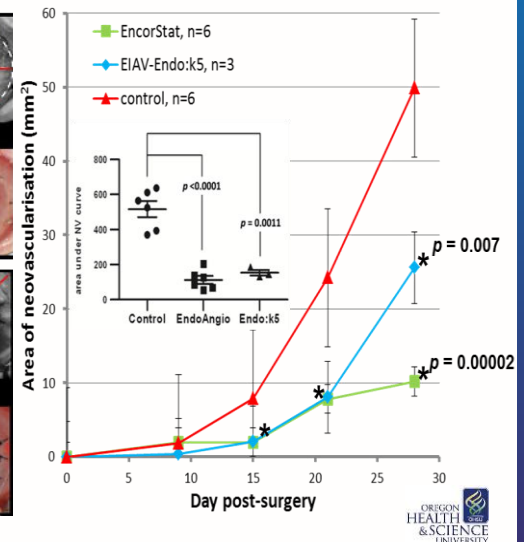 EncorStat, n=6
EIAV-Endo:k5, n=3
control, n=6
Area of neovascularisation (mm²)
60
50
40
30
20
10
0
0
5
10
15
20
25
30
Day post-surgery
area under NV curve
800
600
400
200
0
p <0.0001
p = 0.0011
Control EndoAngio Endo:k5
* p = 0.007
* p = 0.00002
*
*
OREGON
HEALTH
&SCIENCE
UNIVERSITY